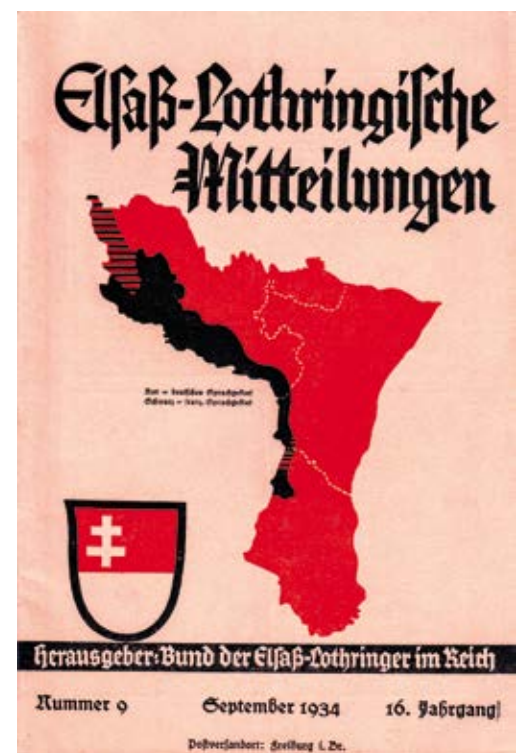 Elsaß-Lothringische
Mitteilungen
Rot = deutsches Sprachgebiet
Schwarz = franz. Sprachgebiet
Herausgeber: Bund der Elsaß-Lothringer im Reich
Nummer 9 September 1934 16. Jahrgang
Postversandort: Freiburg i. Br.